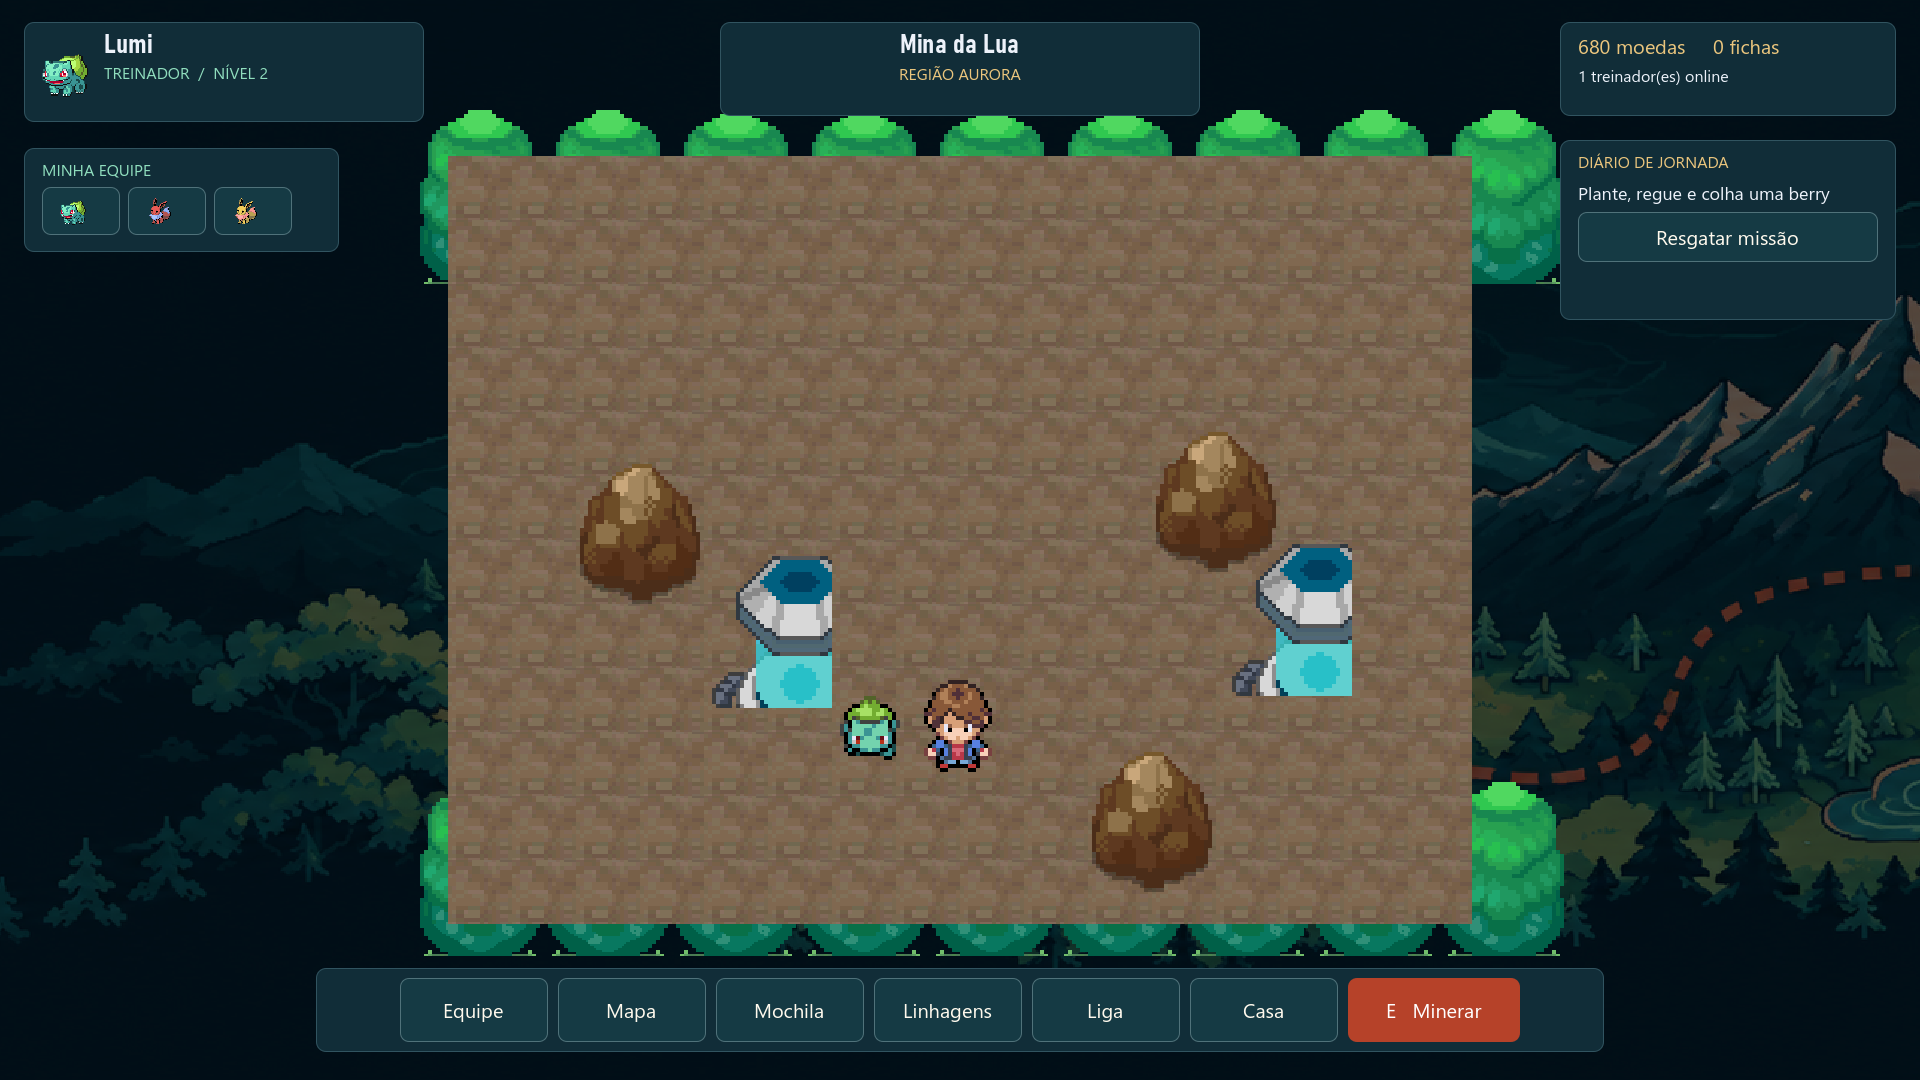 Lumi
TREINADOR / NÍVEL 2
Mina da Lua
REGIÃO AURORA
680 moedas 0 fichas
1 treinador(es) online
MINHA EQUIPE
DIÁRIO DE JORNADA
Plante, regue e colha uma berry
Resgatar missão
Equipe
Mapa
Mochila
Linhagens
Liga
Casa
E Minerar